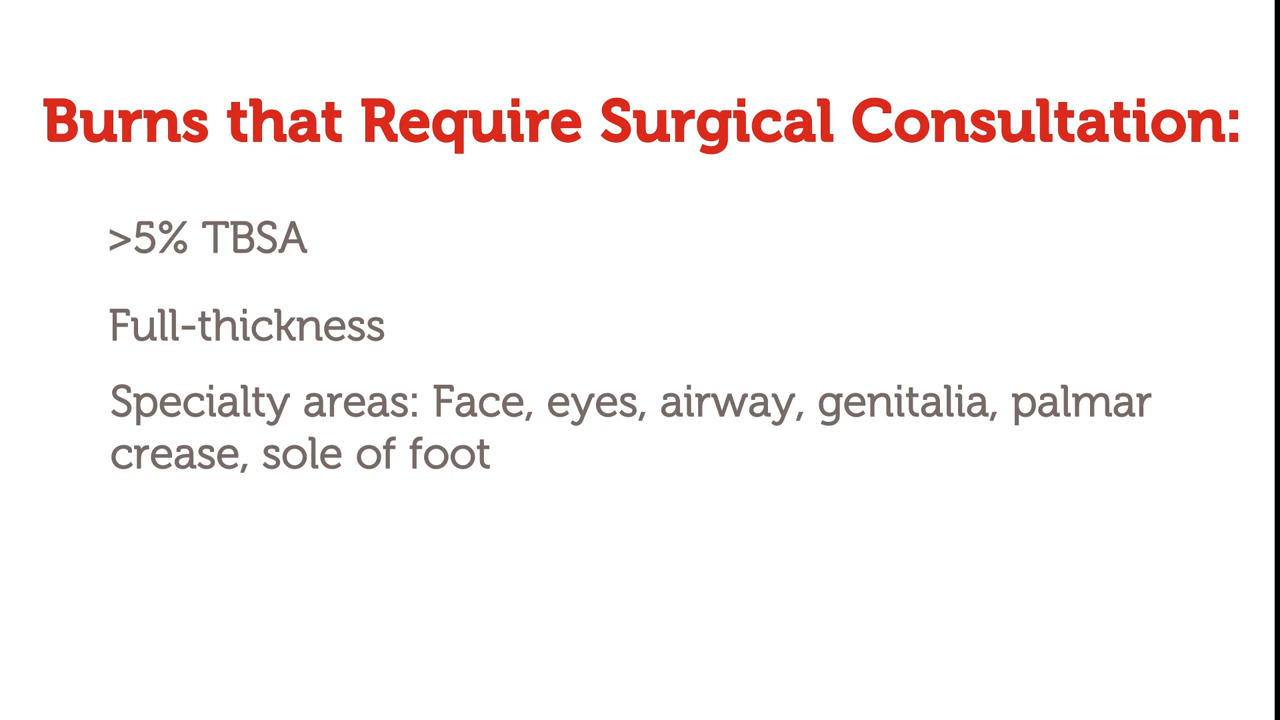 Burns that Require Surgical Consultation:
>5% TBSA
Full-thickness
Specialty areas: Face, eyes, airway, genitalia, palmar
crease, sole of foot